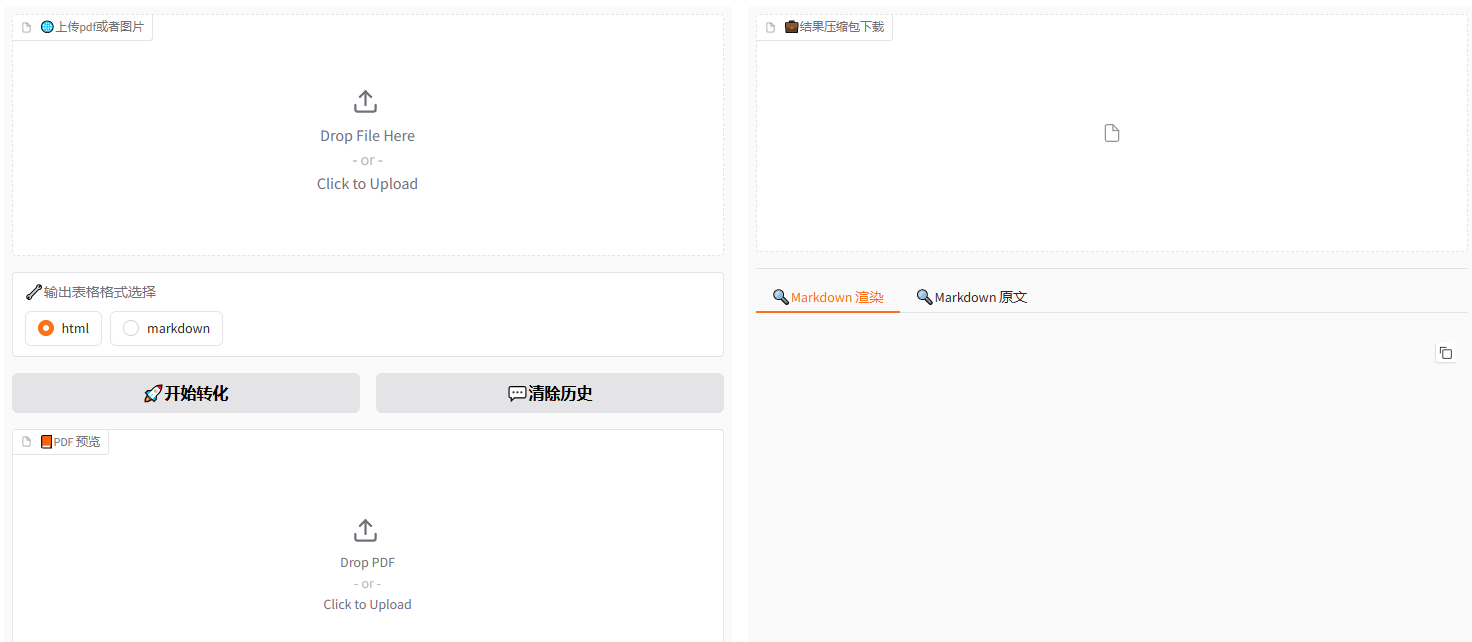 上传pdf或者图片
Drop File Here
- or -
Click to Upload
输出表格格式选择
html
markdown
开始转化
清除历史
PDF 预览
Drop PDF
- or -
Click to Upload
结果压缩包下载
Markdown 渲染
Markdown 原文